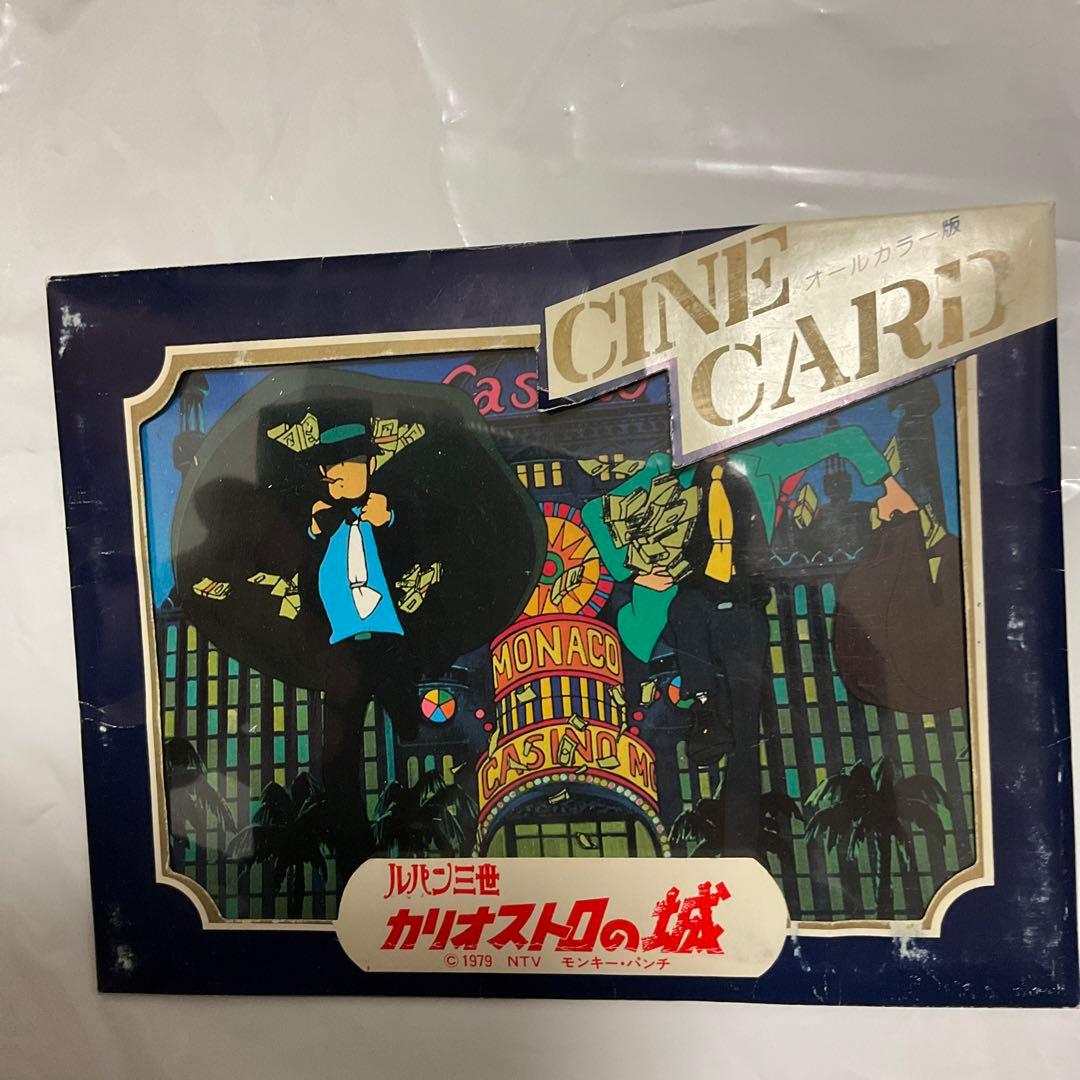 CINE
オールカラー版
CARD
MONACO
CASINO MO
ルパン三世
カリオストロの城
© 1979 NTV モンキー・パンチ